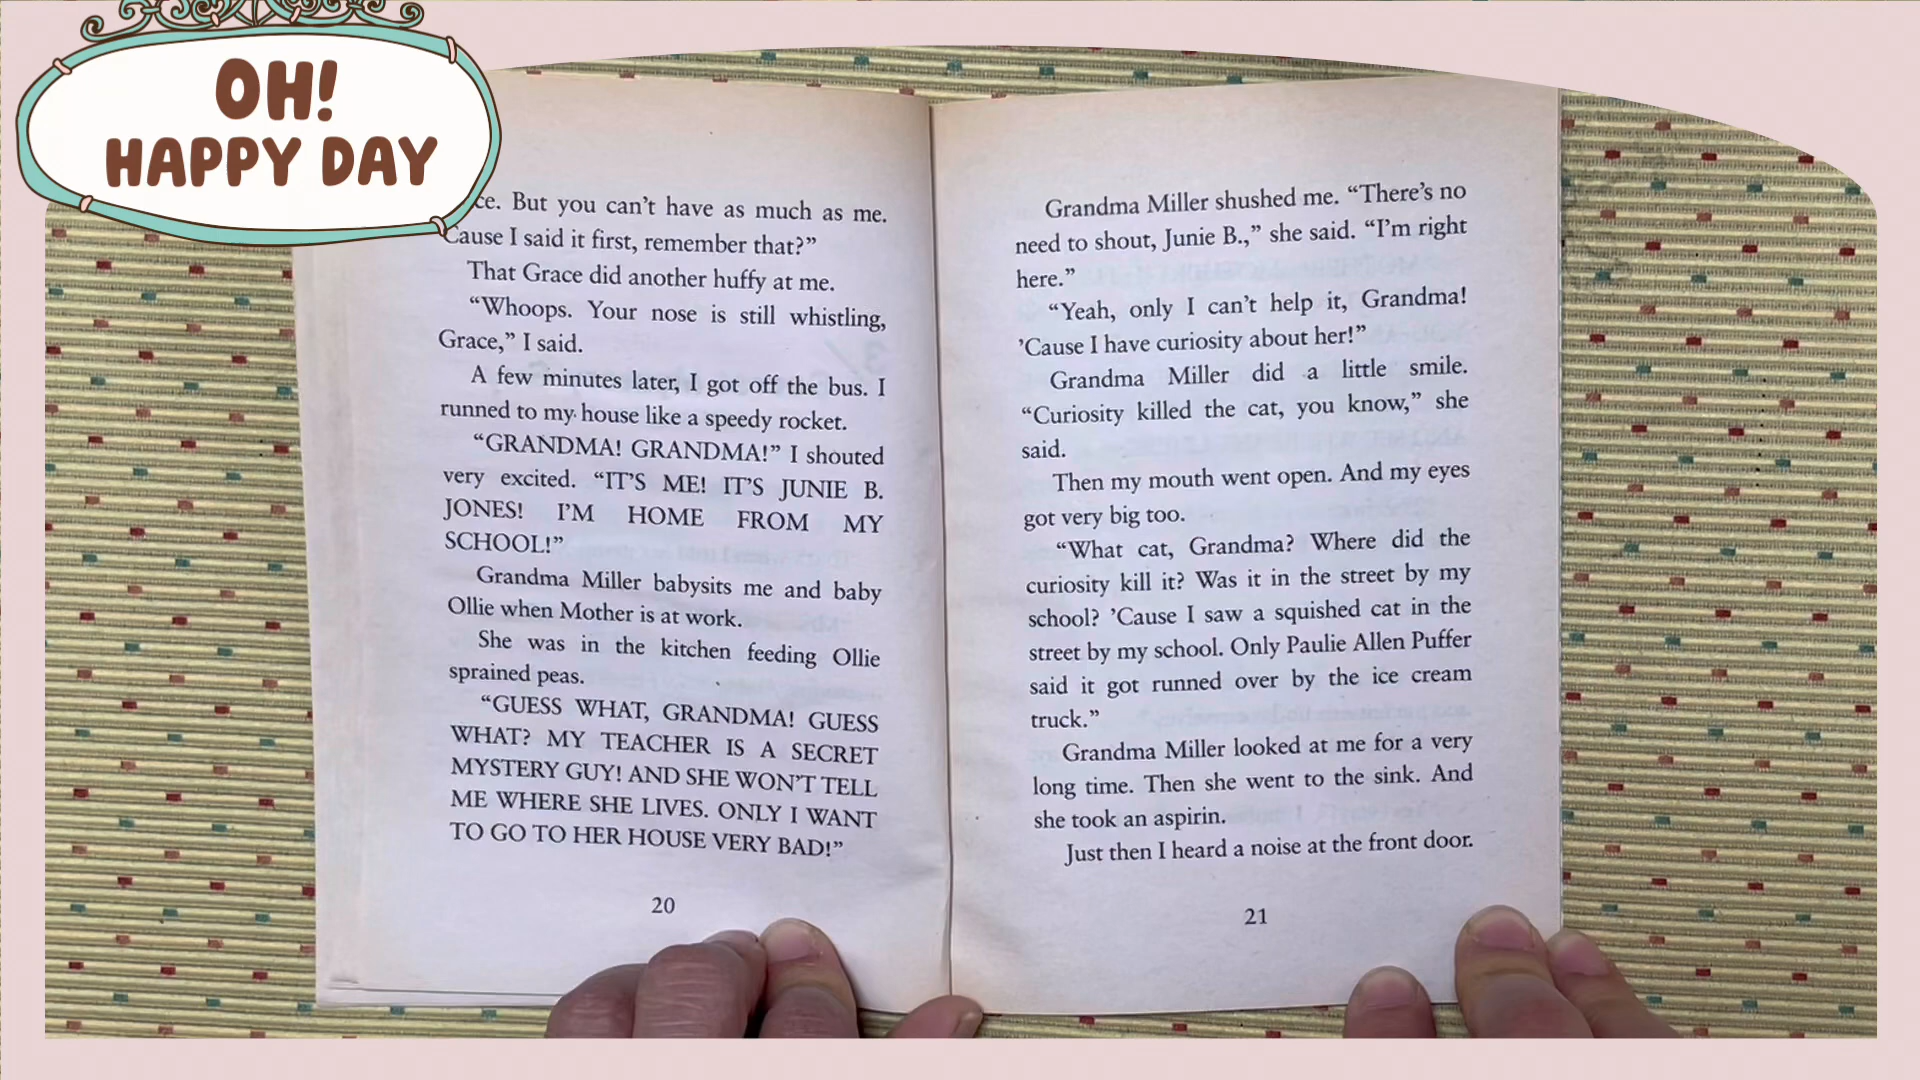 OH!
HAPPY DAY
But you can't have as much as me.
'Cause I said it first, remember that?”
That Grace did another huffy at me.
“Whoops. Your nose is still whistling,
Grace,” I said.
A few minutes later, I got off the bus. I
runned to my house like a speedy rocket.
“GRANDMA! GRANDMA!” I shouted
very excited. “IT’S ME! IT’S JUNIE B.
JONES! I’M HOME FROM MY
SCHOOL!”
Grandma Miller babysits me and baby
Ollie when Mother is at work.
She was in the kitchen feeding Ollie
sprained peas.
“GUESS WHAT, GRANDMA! GUESS
WHAT? MY TEACHER IS A SECRET
MYSTERY GUY! AND SHE WON’T TELL
ME WHERE SHE LIVES. ONLY I WANT
TO GO TO HER HOUSE VERY BAD!”
20
Grandma Miller shushed me. “There’s no
need to shout, Junie B.,” she said. “I’m right
here.”
“Yeah, only I can’t help it, Grandma!
’Cause I have curiosity about her!”
Grandma Miller did a little smile.
“Curiosity killed the cat, you know,” she
said.
Then my mouth went open. And my eyes
got very big too.
“What cat, Grandma? Where did the
curiosity kill it? Was it in the street by my
school? ’Cause I saw a squished cat in the
street by my school. Only Paulie Allen Puffer
said it got runned over by the ice cream
truck.”
Grandma Miller looked at me for a very
long time. Then she went to the sink. And
she took an aspirin.
Just then I heard a noise at the front door.
21